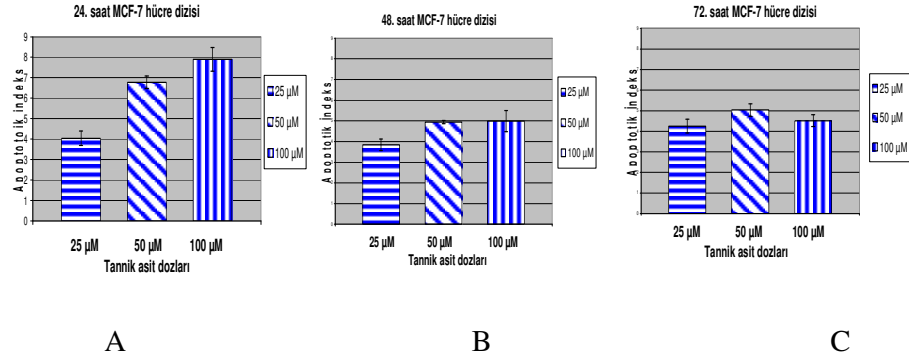 24. saat MCF-7 hücre dizisi
Apoptotik indeks
9
8
7
6
5
4
3
2
1
0
25 µM
50 µM
100 µM
25 µM 50 µM 100 µM
Tannik asit dozları
A
48. saat MCF-7 hücre dizisi
Apoptotik indeks
25 µM
50 µM
100 µM
25 µM 50 µM 100 µM
Tannik asit dozları
B
72. saat MCF-7 hücre dizisi
Apoptotik indeks
25 µM
50 µM
100 µM
25 µM 50 µM 100 µM
Tannik asit dozları
C